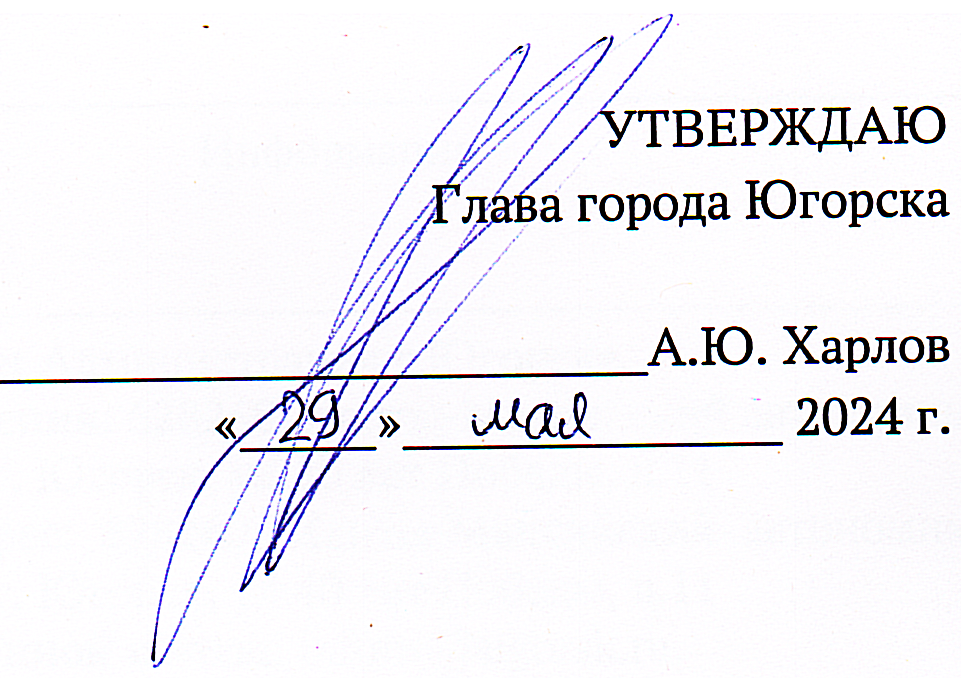 УТВЕРЖДАЮ
Глава города Югорска
А.Ю. Харлов
«29» мая 2024 г.